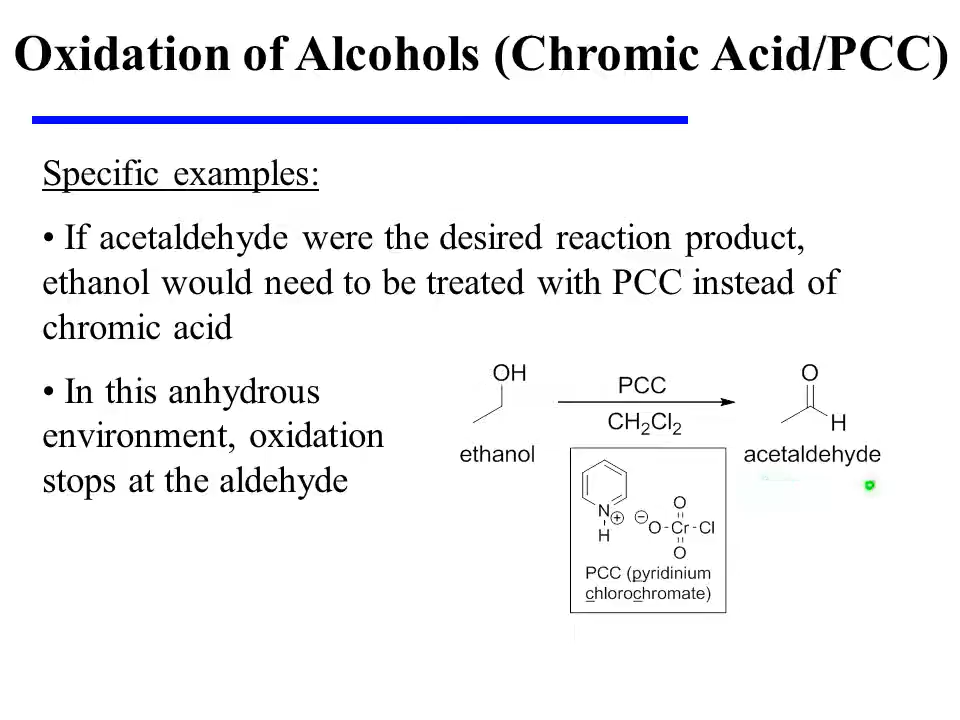 Oxidation of Alcohols (Chromic Acid/PCC)
Specific examples:
• If acetaldehyde were the desired reaction product,
ethanol would need to be treated with PCC instead of
chromic acid
• In this anhydrous
environment, oxidation
stops at the aldehyde
OH
PCC
CH₂Cl₂
ethanol
O
H
acetaldehyde
N
⊕
H
⊖
O
O-Cr-Cl
O
PCC (pyridinium
chlorochromate)